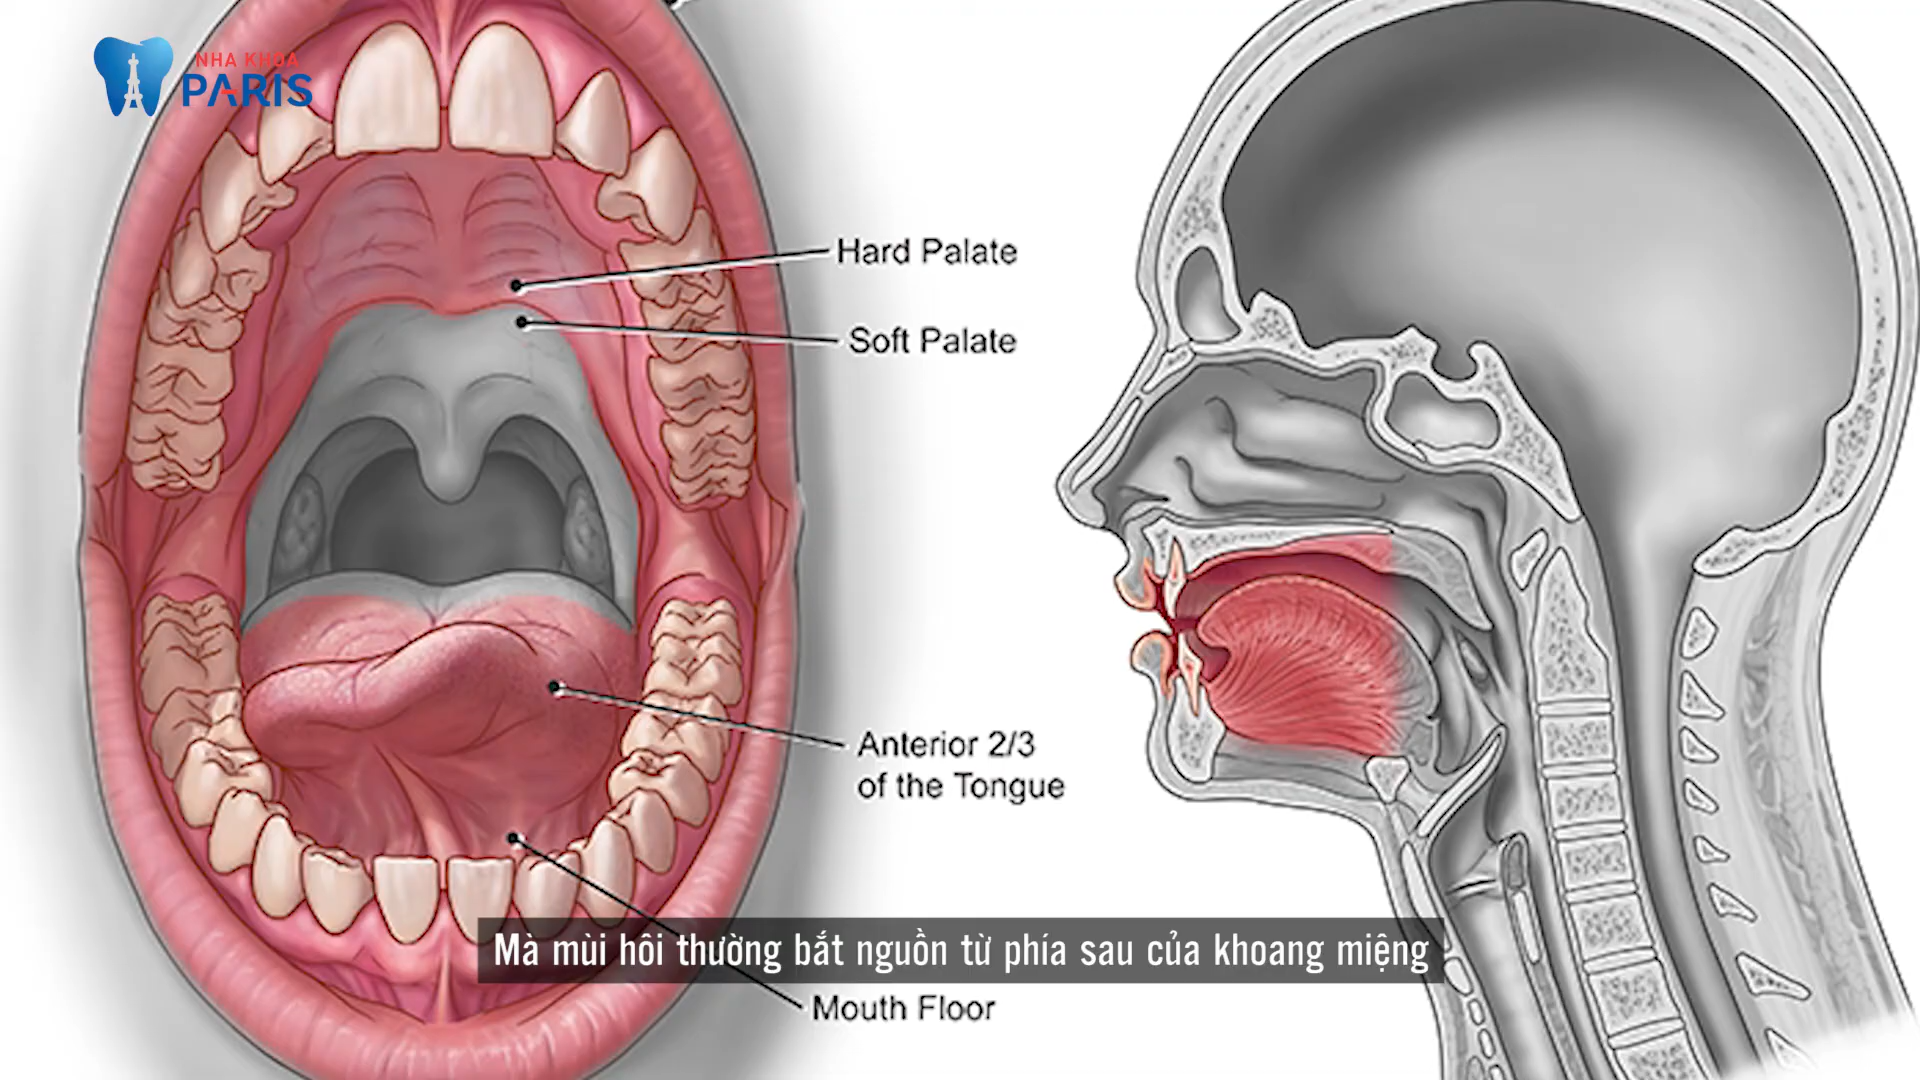 NHA KHOA
PARIS
Hard Palate
Soft Palate
Anterior 2/3
of the Tongue
Mà mùi hôi thường bắt nguồn từ phía sau của khoang miệng
Mouth Floor